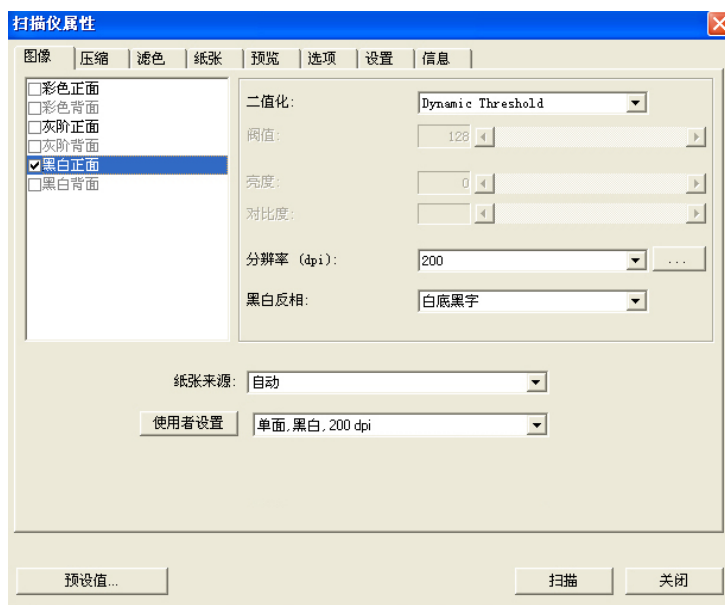 扫描仪属性
图像 压缩 滤色 纸张 预览 选项 设置 信息
彩色正面
彩色背面
灰阶正面
灰阶背面
黑白正面
黑白背面
二值化: Dynamic Threshold
阈值: 128
亮度: 0
对比度:
分辨率 (dpi): 200 ...
黑白反相: 白底黑字
纸张来源: 自动
使用者设置 单面,黑白,200 dpi
预设值... 扫描 关闭